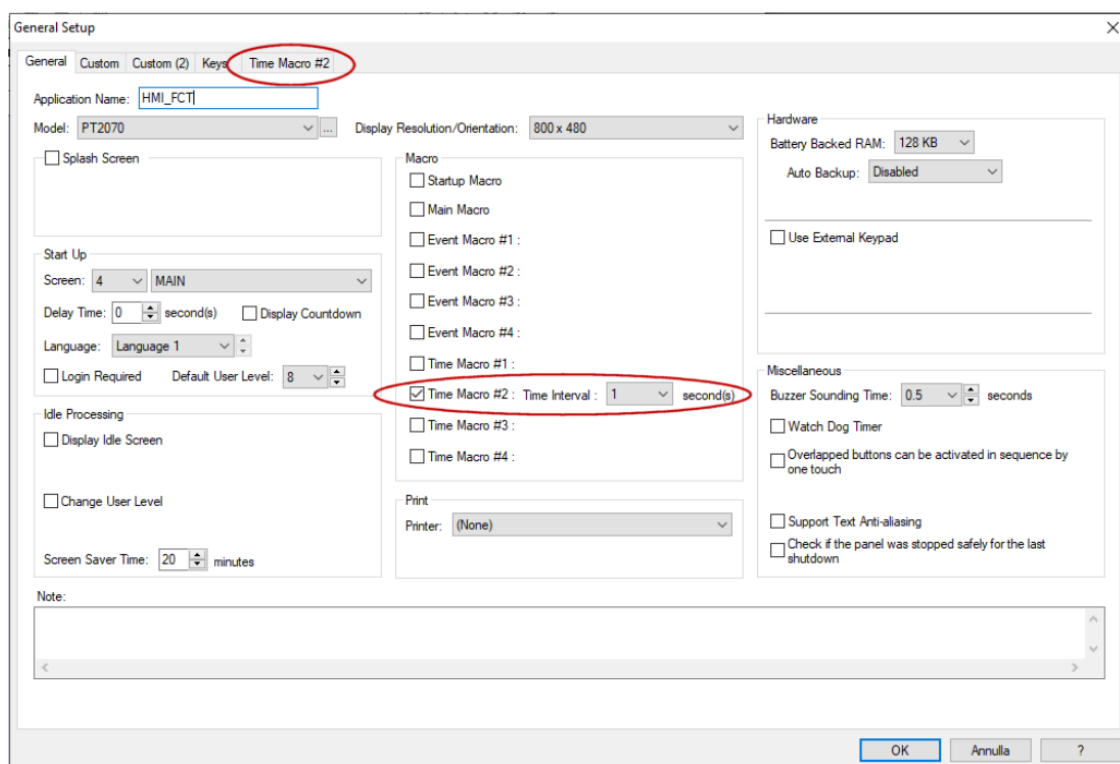 General Setup
General Custom Custom (2) Keys Time Macro #2
Application Name: HMI_FCT
Model: PT2070 ... Display Resolution/Orientation: 800 x 480
Splash Screen
Start Up
Screen: 4 MAIN
Delay Time: 0 second(s) Display Countdown
Language: Language 1
Login Required Default User Level: 8
Idle Processing
Display Idle Screen
Change User Level
Screen Saver Time: 20 minutes
Macro
Startup Macro
Main Macro
Event Macro #1 :
Event Macro #2 :
Event Macro #3 :
Event Macro #4 :
Time Macro #1 :
Time Macro #2 : Time Interval : 1 second(s)
Time Macro #3 :
Time Macro #4 :
Print
Printer: (None)
Hardware
Battery Backed RAM: 128 KB
Auto Backup: Disabled
Use External Keypad
Miscellaneous
Buzzer Sounding Time: 0.5 seconds
Watch Dog Timer
Overlapped buttons can be activated in sequence by
one touch
Support Text Anti-aliasing
Check if the panel was stopped safely for the last
shutdown
Note:
OK Annulla ?